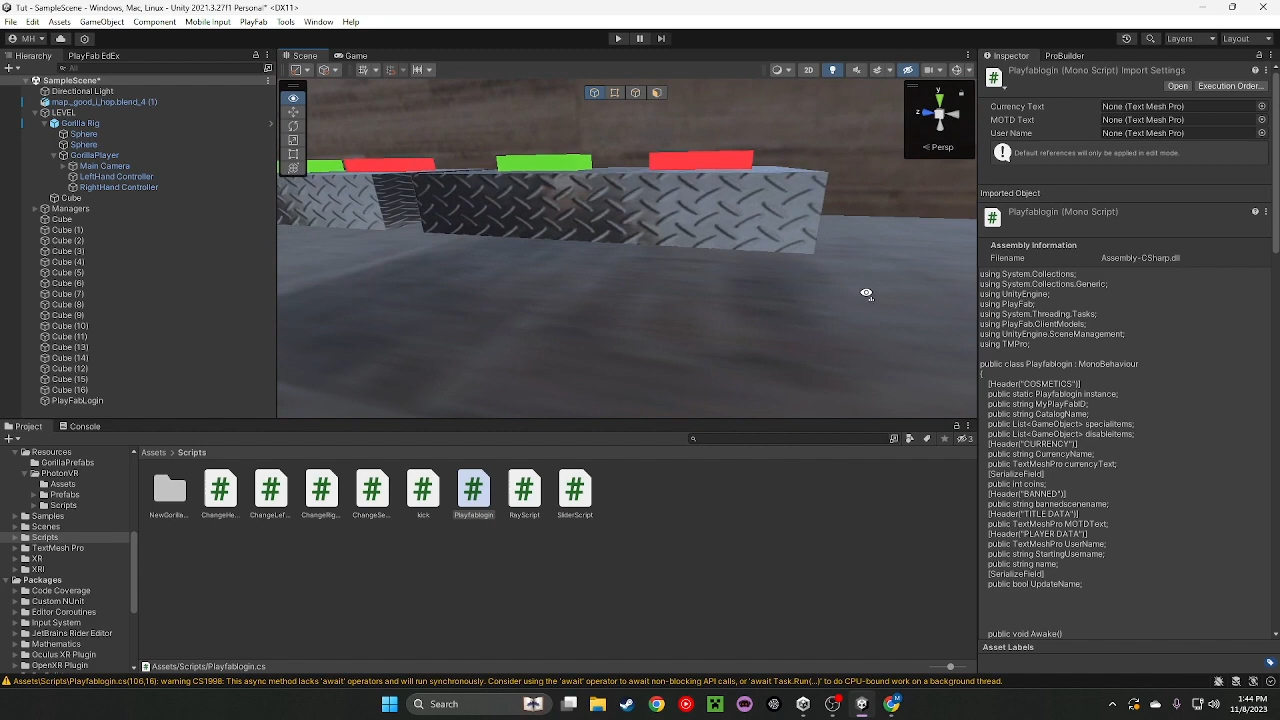 Tut - SampleScene - Windows, Mac, Linux - Unity 2021.3.27f1 Personal* <DX11>
File Edit Assets GameObject Component Mobile Input PlayFab Tools Window Help
MH Layers Layout
Hierarchy PlayFab EdEx
All
SampleScene*
Directional Light
map._good_i_hop.blend_4 (1)
LEVEL
Gorilla Rig
Sphere
Sphere
GorillaPlayer
Main Camera
LeftHand Controller
RightHand Controller
Cube
Managers
Cube
Cube (1)
Cube (2)
Cube (3)
Cube (4)
Cube (5)
Cube (6)
Cube (7)
Cube (8)
Cube (9)
Cube (10)
Cube (11)
Cube (13)
Cube (14)
Cube (12)
Cube (15)
Cube (16)
PlayFabLogin
Scene Game
2D
y
z
Persp
Inspector ProBuilder
Playfablogin (Mono Script) Import Settings
Open Execution Order...
Currency Text None (Text Mesh Pro)
MOTD Text None (Text Mesh Pro)
User Name None (Text Mesh Pro)
Default references will only be applied in edit mode.
Imported Object
Playfablogin (Mono Script)
Assembly Information
Filename Assembly-CSharp.dll
using System.Collections;
using System.Collections.Generic;
using UnityEngine;
using PlayFab;
using System.Threading.Tasks;
using PlayFab.ClientModels;
using UnityEngine.SceneManagement;
using TMPro;
public class Playfablogin : MonoBehaviour
{
[Header("COSMETICS")]
public static Playfablogin instance;
public string MyPlayFabID;
public string CatalogName;
public List<GameObject> specialitems;
public List<GameObject> disableitems;
[Header("CURRENCY")]
public string CurrencyName;
public TextMeshPro currencyText;
[SerializeField]
public int coins;
[Header("BANNED")]
public string bannedscenename;
[Header("TITLE DATA")]
public TextMeshPro MOTDText;
[Header("PLAYER DATA")]
public TextMeshPro UserName;
public string StartingUsername;
public string name;
[SerializeField]
public bool UpdateName;
public void Awake()
Asset Labels
Project Console
3
Resources
GorillaPrefabs
PhotonVR
Assets
Prefabs
Scripts
Samples
Scenes
Scripts
TextMesh Pro
XR
XRI
Packages
Code Coverage
Custom NUnit
Editor Coroutines
Input System
JetBrains Rider Editor
Mathematics
Oculus XR Plugin
OpenXR Plugin
Assets > Scripts
NewGorilla... ChangeHe... ChangeLef... ChangeRig... ChangeSe... kick Playfablogin RayScript SliderScript
Assets/Scripts/Playfablogin.cs
Assets\Scripts\Playfablogin.cs(106,16): warning CS1998: This async method lacks 'await' operators and will run synchronously. Consider using the 'await' operator to await non-blocking API calls, or 'await Task.Run(...)' to do CPU-bound work on a background thread.
Search
1:44 PM
11/8/2023